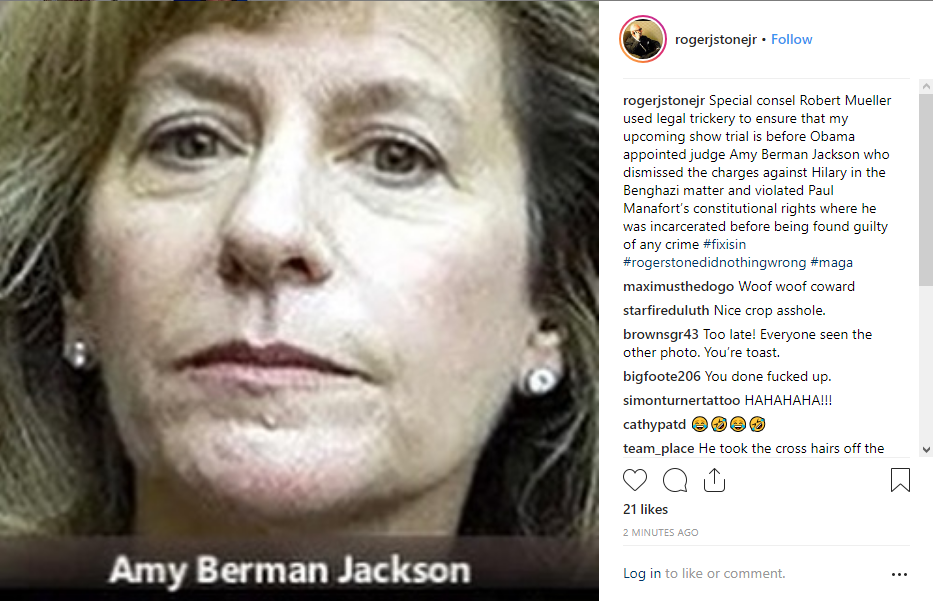 rogerjstonejr • Follow
rogerjstonejr Special consel Robert Mueller
used legal trickery to ensure that my
upcoming show trial is before Obama
appointed judge Amy Berman Jackson who
dismissed the charges against Hilary in the
Benghazi matter and violated Paul
Manafort's constitutional rights where he
was incarcerated before being found guilty
of any crime #fixisin
#rogerstonedidnothingwrong #maga
maximusthedogo Woof woof coward
starfireduluth Nice crop asshole.
brownsgr43 Too late! Everyone seen the
other photo. You're toast.
bigfoote206 You done fucked up.
simonturnertattoo HAHAHAHA!!!
cathypatd 😂🤣😂🤣
team_place He took the cross hairs off the
21 likes
2 MINUTES AGO
Log in to like or comment.
Amy Berman Jackson